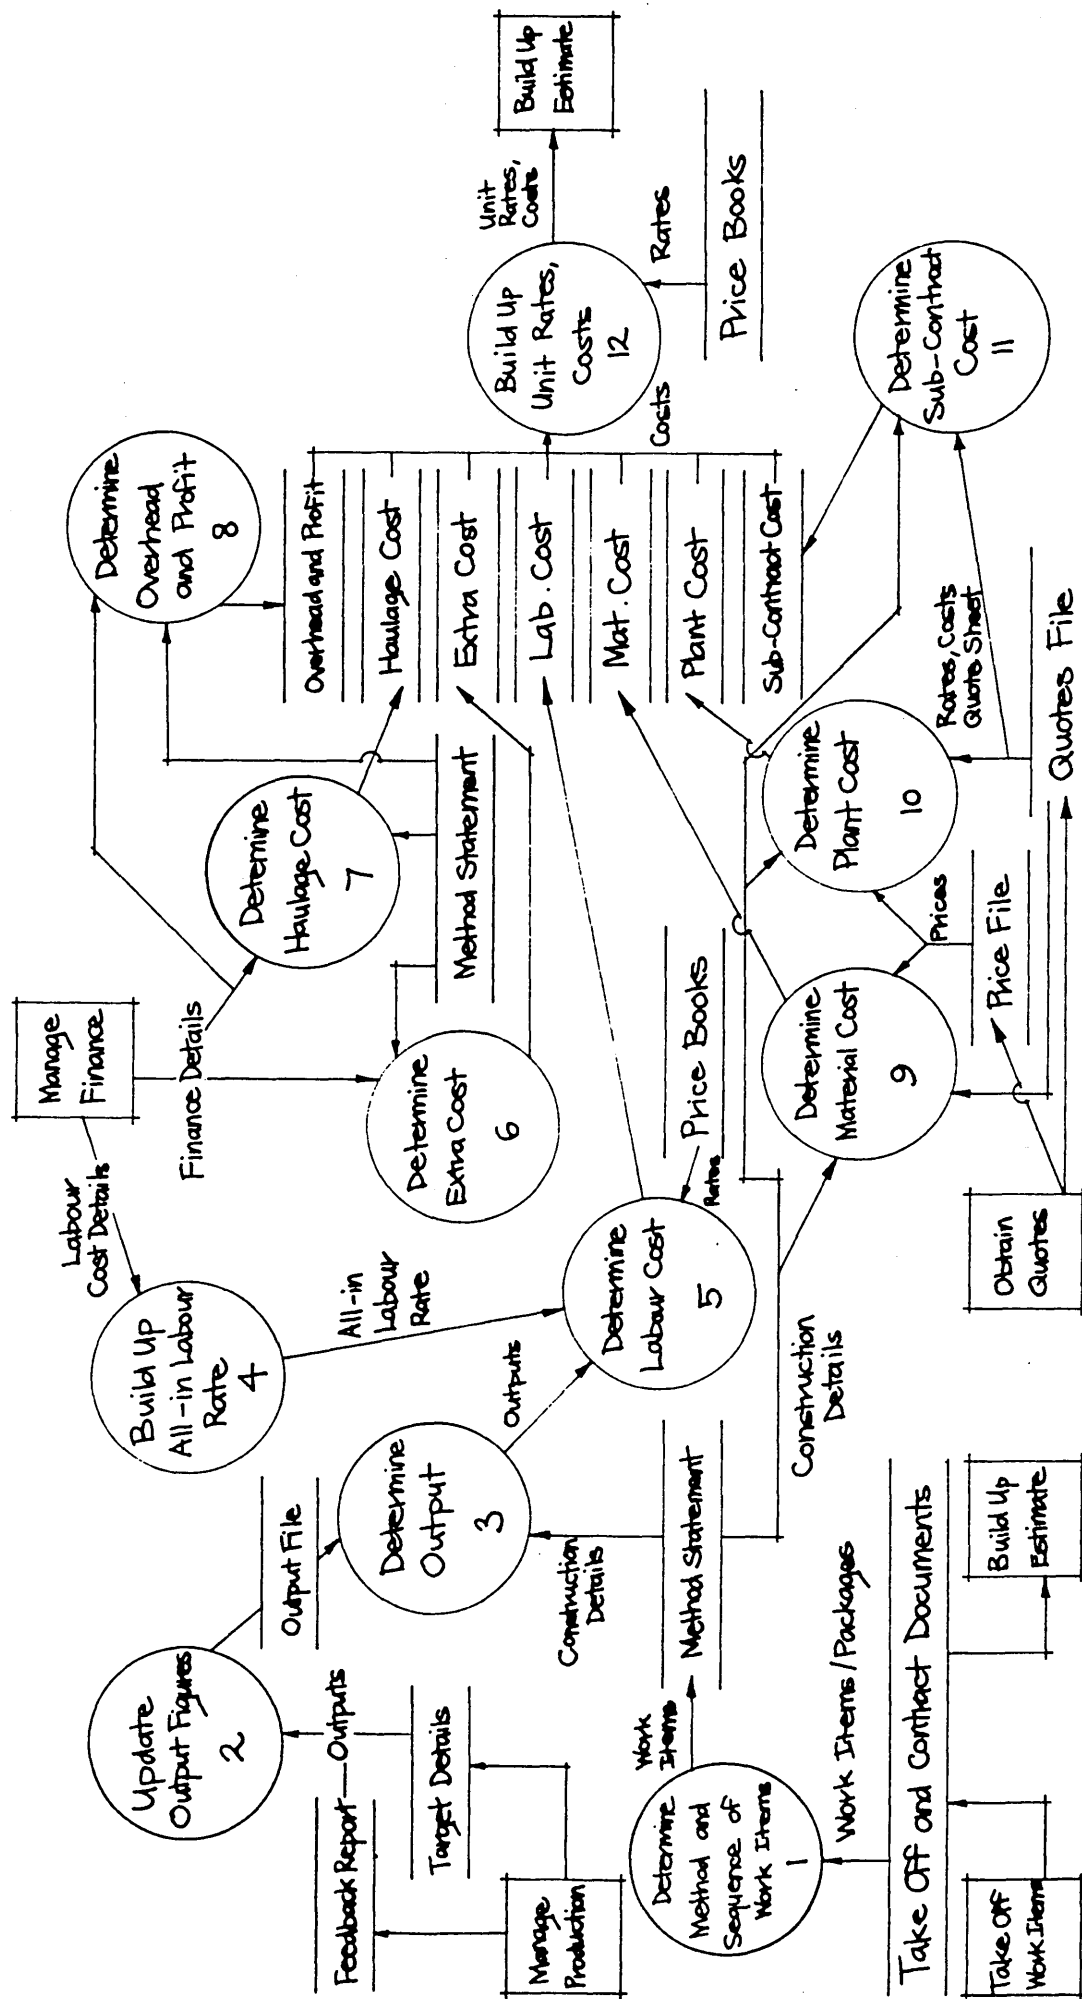 Update
Output Figures
2
Feedback Report
Outputs
Target Details
Manage
Production
Output File
Build Up
All-in Labour
Rate
4
Labour
Cost Details
Manage
Finance
Finance Details
All-in
Labour
Rate
Determine
Output
3
Outputs
Construction
Details
Determine
Labour Cost
5
Rates
Price Books
Determine
Extra Cost
6
Determine
Haulage Cost
7
Method Statement
Determine
Overhead
and Profit
8
Overhead and Profit
Haulage Cost
Extra Cost
Lab. Cost
Mat. Cost
Plant Cost
Sub-Contract Cost
Costs
Build Up
Unit Rates,
Costs
12
Unit
Rates,
Costs
Build Up
Estimate
Rates
Price Books
Determine
Method and
Sequence of
Work Items
1
Work
Items
Method Statement
Construction
Details
Work Items/Packages
Take Off and Contract Documents
Take Off
Work Items
Build Up
Estimate
Obtain
Quotes
Determine
Material Cost
9
Prices
Price File
Determine
Plant Cost
10
Rates, Costs
Quote Sheet
Quotes File
Determine
Sub-Contract
Cost
11